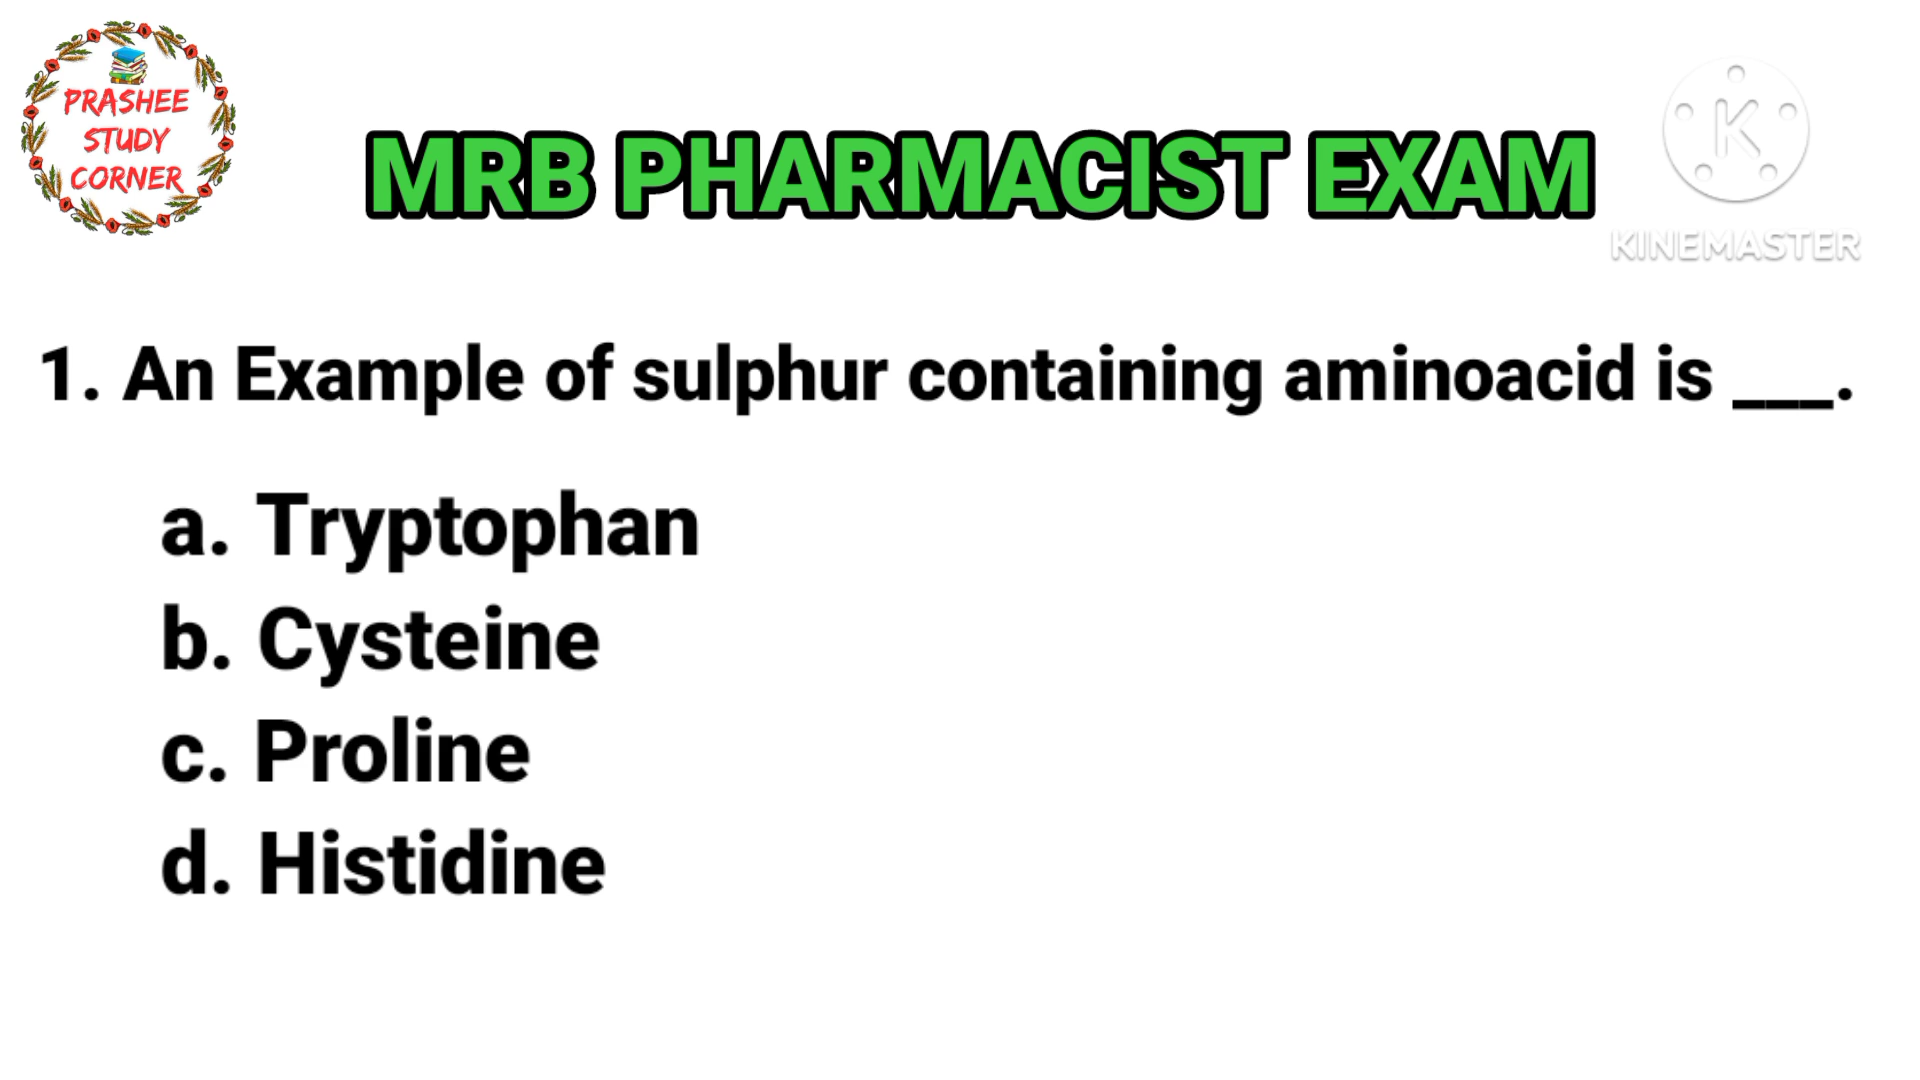 PRASHEE
STUDY
CORNER
MRB PHARMACIST EXAM
K
KINEMASTER
1. An Example of sulphur containing aminoacid is ___.
a. Tryptophan
b. Cysteine
c. Proline
d. Histidine